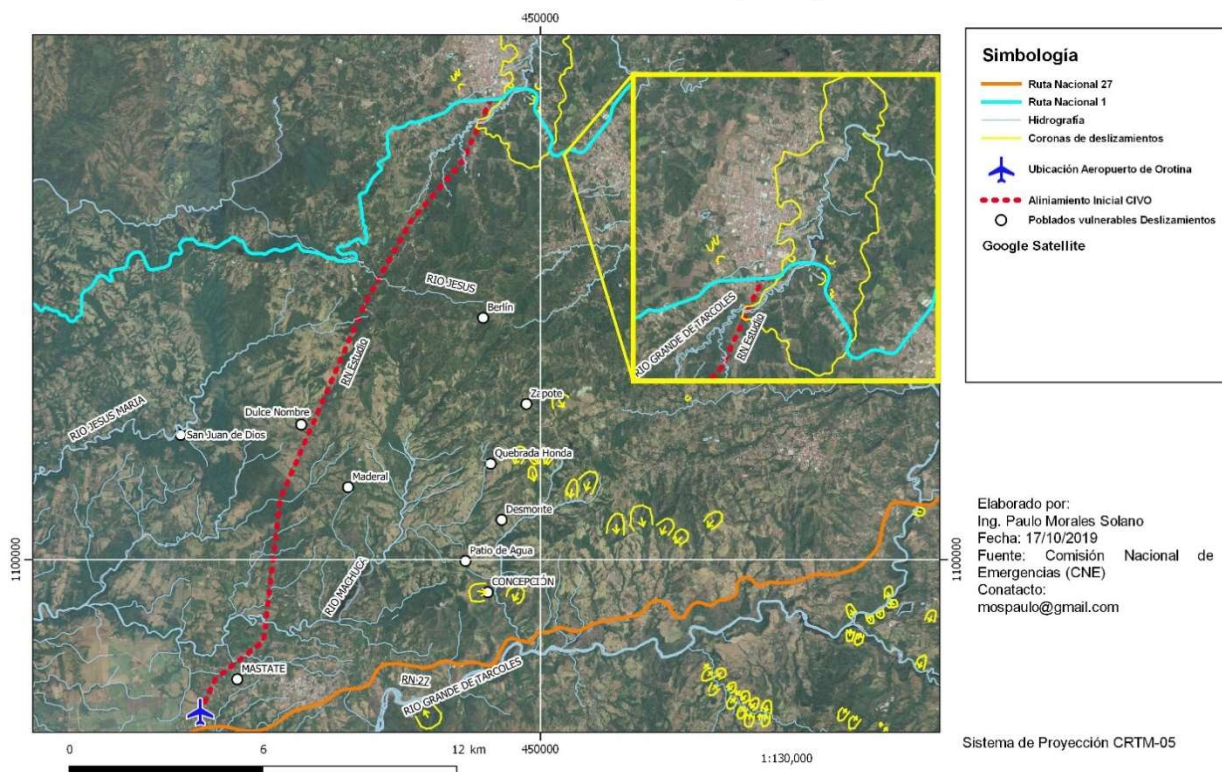 450000
Simbología
Ruta Nacional 27
Ruta Nacional 1
Hidrografía
Coronas de deslizamientos
Ubicación Aeropuerto de Orotina
Aliniamiento Inicial CIVO
Poblados vulnerables Deslizamientos
Google Satellite
RIO JESUS
Berlín
RN Estudio
RIO GRANDE DE TARCOLES
RN Estudio
Zapote
Dulce Nombre
RIO JESUS MARIA
San Juan de Dios
Quebrada Honda
Maderal
Desmonte
Patio de Agua
1100000
1100000
CONCEPCIÓN
RIO MACHUCA
MASTATE
RN-27
RIO GRANDE DE TARCOLES
Elaborado por:
Ing. Paulo Morales Solano
Fecha: 17/10/2019
Fuente: Comisión Nacional de
Emergencias (CNE)
Conatacto:
mospaulo@gmail.com
Sistema de Proyección CRTM-05
0 6 12 km
450000
1:130,000